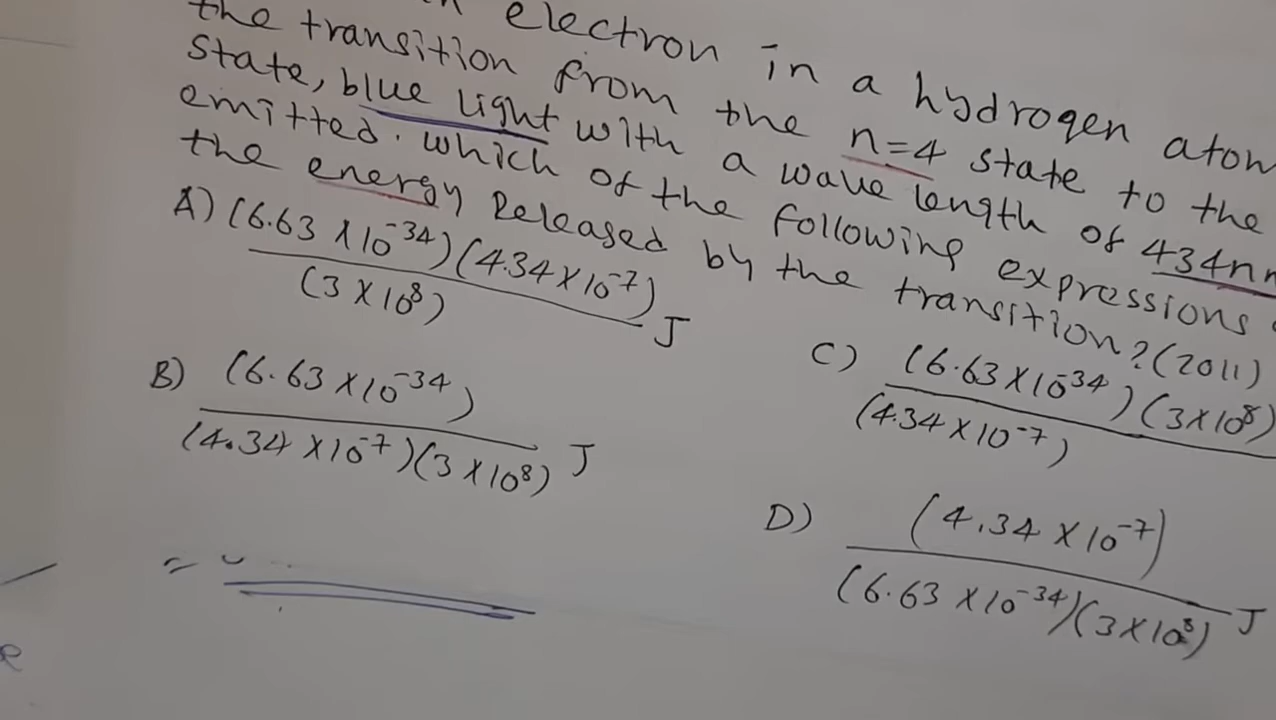 electron in a hydrogen atom
the transition from the n=4 state to the
state, blue light with a wave length of 434n
emitted. which of the following expressions
the energy Released by the transition? (2011)
A) (6.63 X 10^-34) (4.34 X 10^-7)
(3 X 10^8) J
B) (6.63 X 10^-34)
(4.34 X 10^-7)(3 X 10^8) J
C) (6.63 X 10^-34) (3 X 10^8)
(4.34 X 10^-7)
D) (4.34 X 10^-7)
(6.63 X 10^-34)(3 X 10^8) J
=